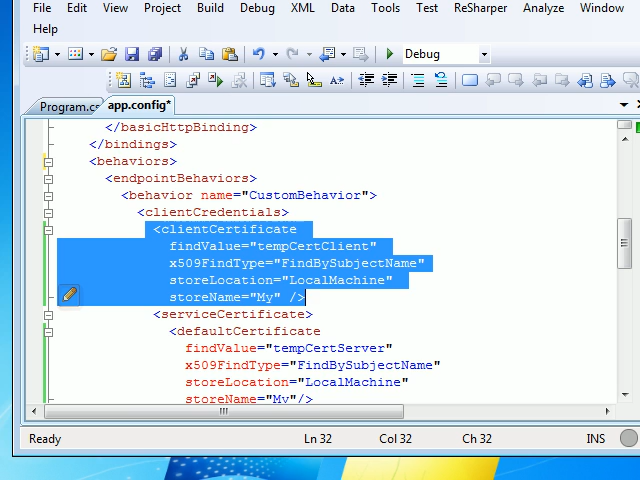 File Edit View Project Build Debug XML Data Tools Test ReSharper Analyze Window
Help
Debug
Program.cs app.config*
</basicHttpBinding>
</bindings>
<behaviors>
<endpointBehaviors>
<behavior name="CustomBehavior">
<clientCredentials>
<clientCertificate
findValue="tempCertClient"
x509FindType="FindBySubjectName"
storeLocation="LocalMachine"
storeName="My" />
<serviceCertificate>
<defaultCertificate
findValue="tempCertServer"
x509FindType="FindBySubjectName"
storeLocation="LocalMachine"
storeName="My"/>
Ready Ln 32 Col 32 Ch 32 INS